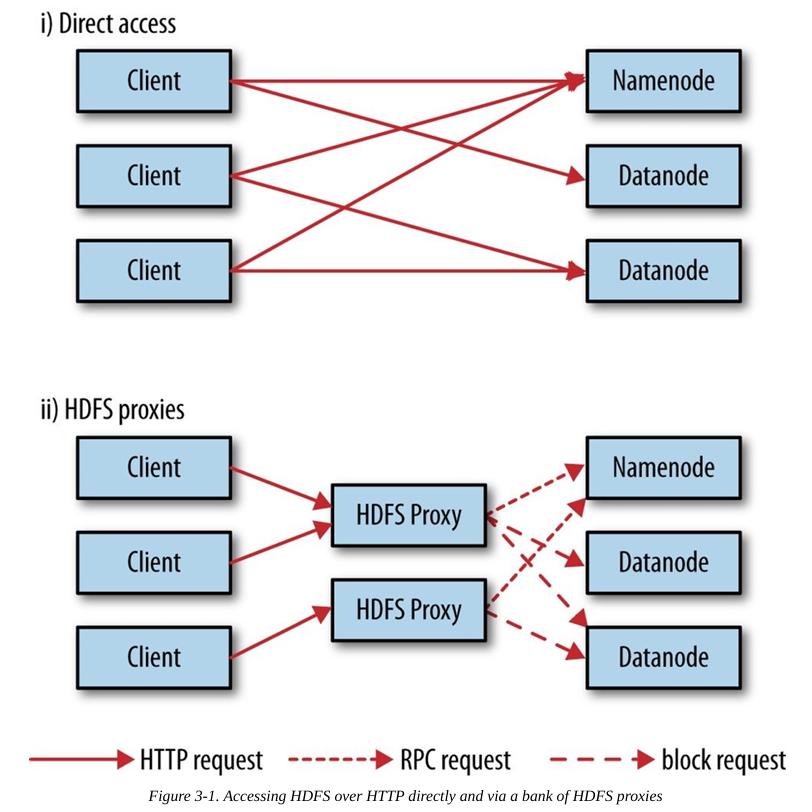 i) Direct access
Client
Namenode
Client
Datanode
Client
Datanode
ii) HDFS proxies
Client
Namenode
HDFS Proxy
Client
Datanode
HDFS Proxy
Client
Datanode
HTTP request
RPC request
block request
Figure 3-1. Accessing HDFS over HTTP directly and via a bank of HDFS proxies